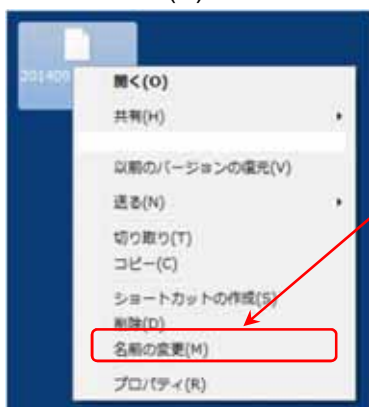 201409
開く(O)
共有(H)
以前のバージョンの復元(V)
送る(N)
切り取り(T)
コピー(C)
ショートカットの作成(S)
削除(D)
名前の変更(M)
プロパティ(R)